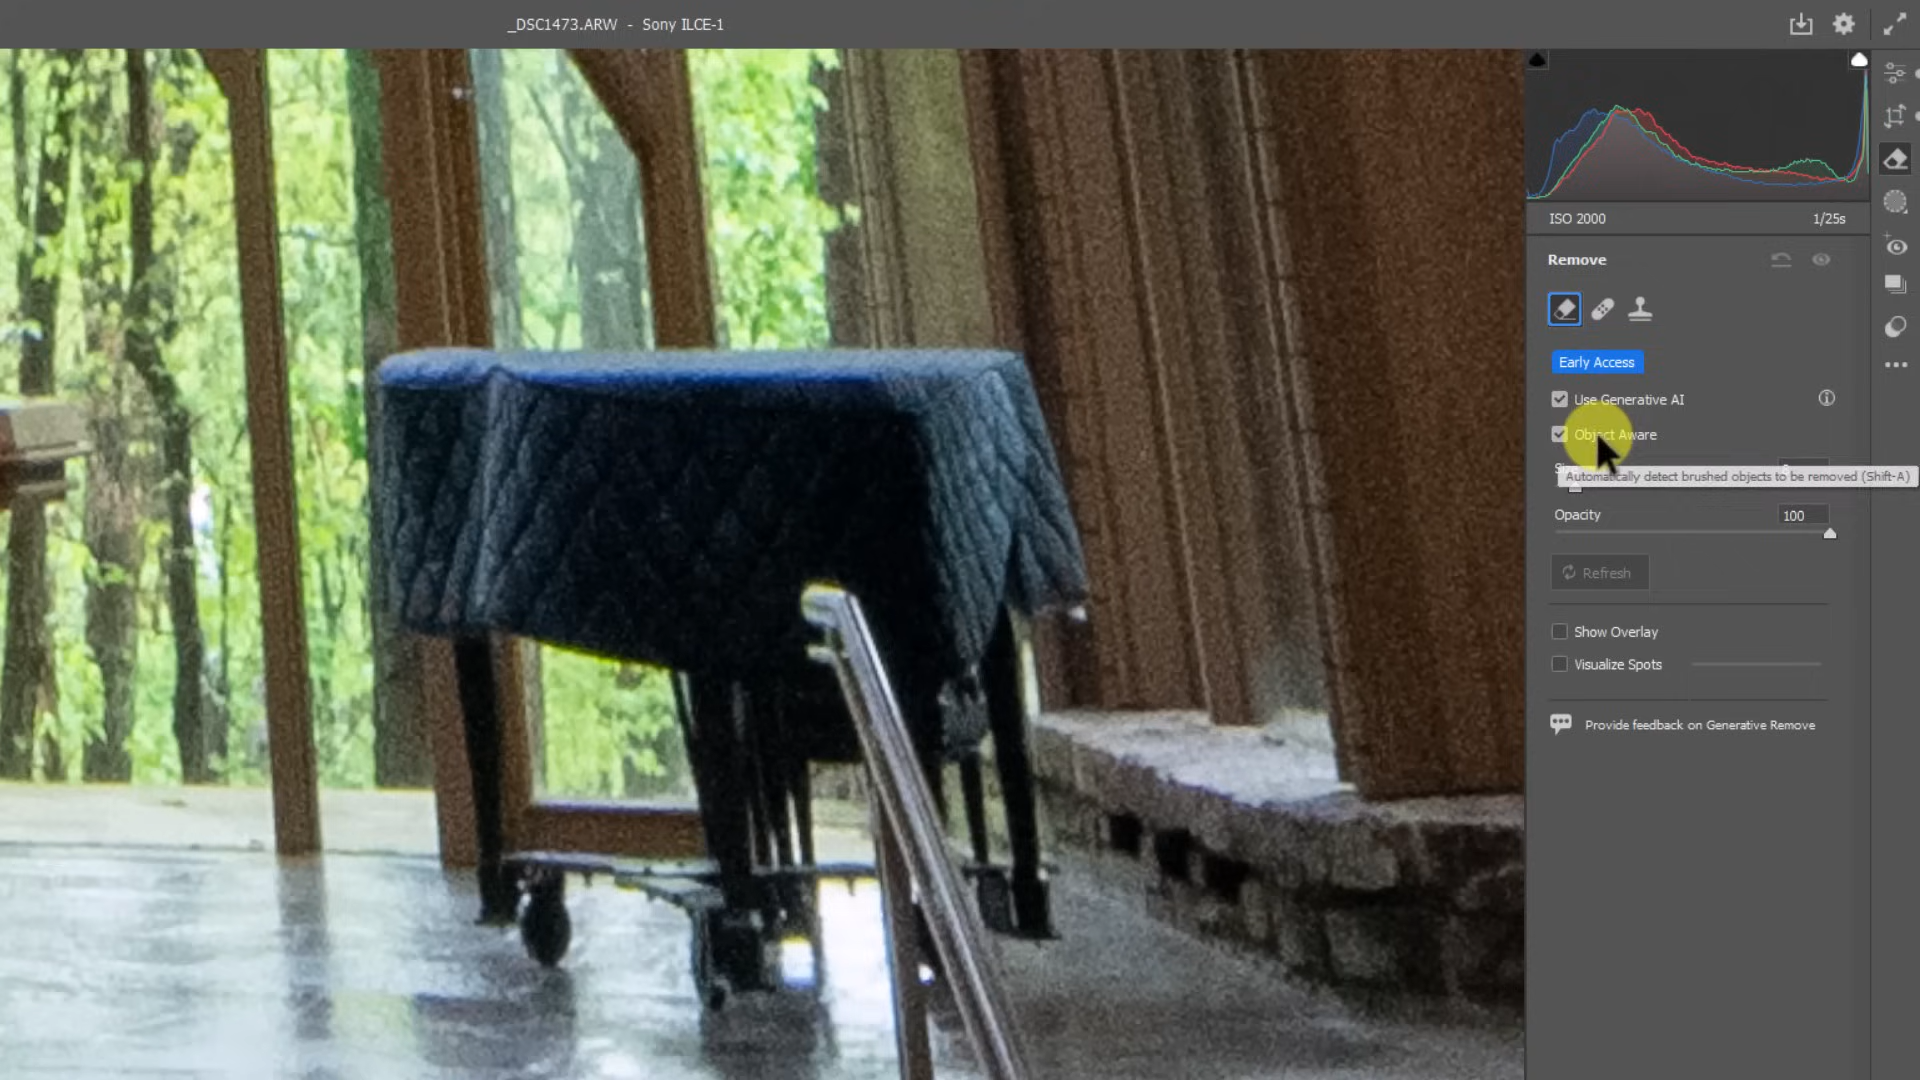 _DSC1473.ARW - Sony ILCE-1
ISO 2000 1/25s
Remove
Early Access
Use Generative AI
Object Aware
Automatically detect brushed objects to be removed (Shift-A)
Opacity 100
Refresh
Show Overlay
Visualize Spots
Provide feedback on Generative Remove